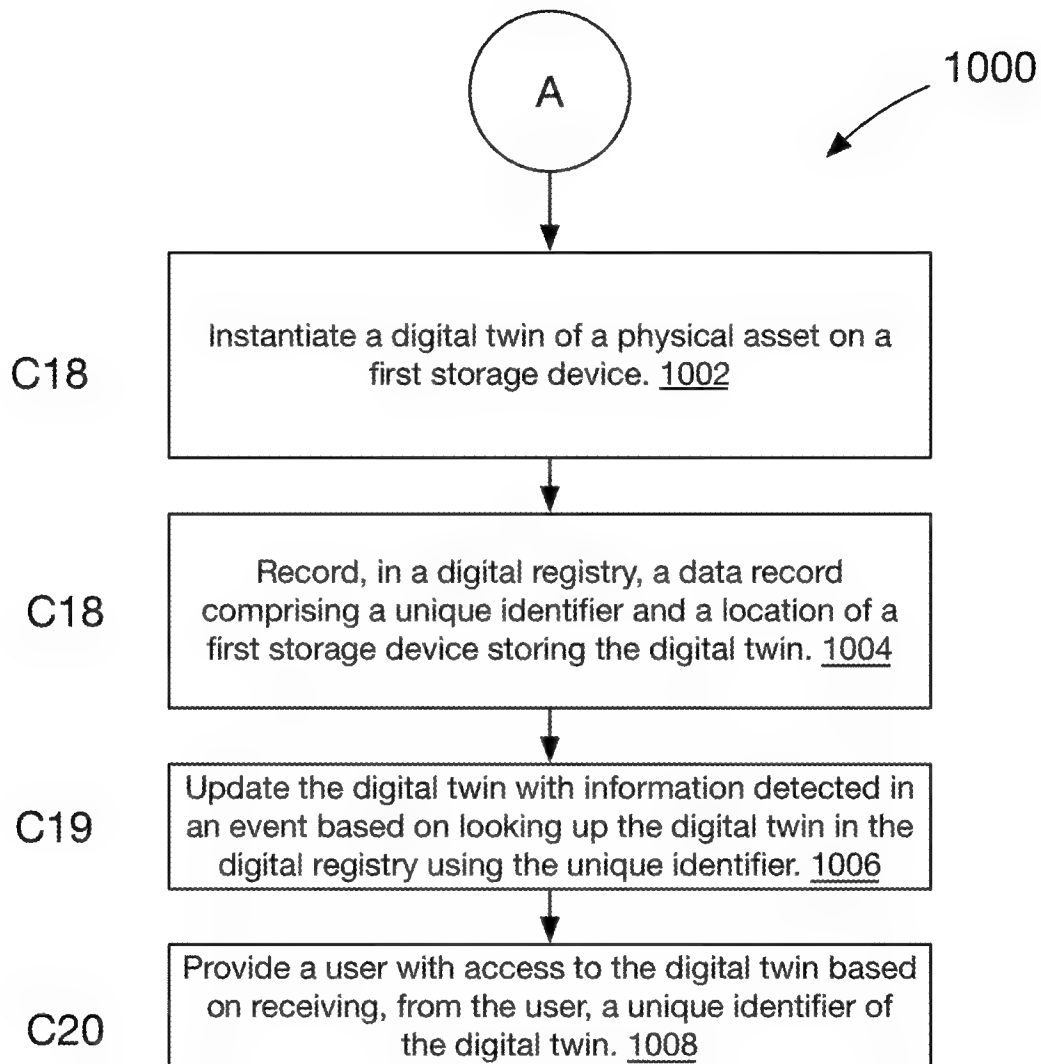 A
1000
C18
Instantiate a digital twin of a physical asset on a
first storage device. 1002
C18
Record, in a digital registry, a data record
comprising a unique identifier and a location of a
first storage device storing the digital twin. 1004
C19
Update the digital twin with information detected in
an event based on looking up the digital twin in the
digital registry using the unique identifier. 1006
C20
Provide a user with access to the digital twin based
on receiving, from the user, a unique identifier of
the digital twin. 1008